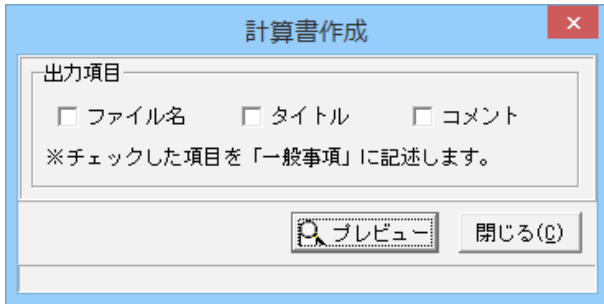 計算書作成
出力項目
ファイル名 タイトル コメント
※チェックした項目を「一般事項」に記述します。
プレビュー 閉じる(C)